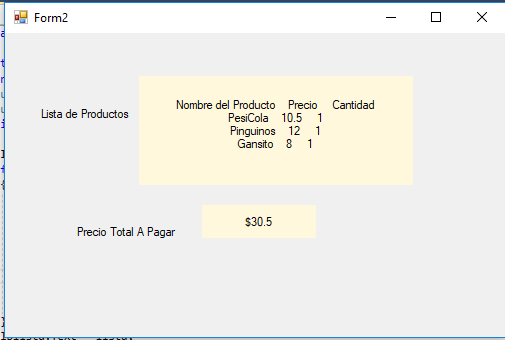 Form2
Nombre del Producto Precio Cantidad
Lista de Productos
PesiCola 10.5 1
Pinguinos 12 1
Gansito 8 1
$30.5
Precio Total A Pagar